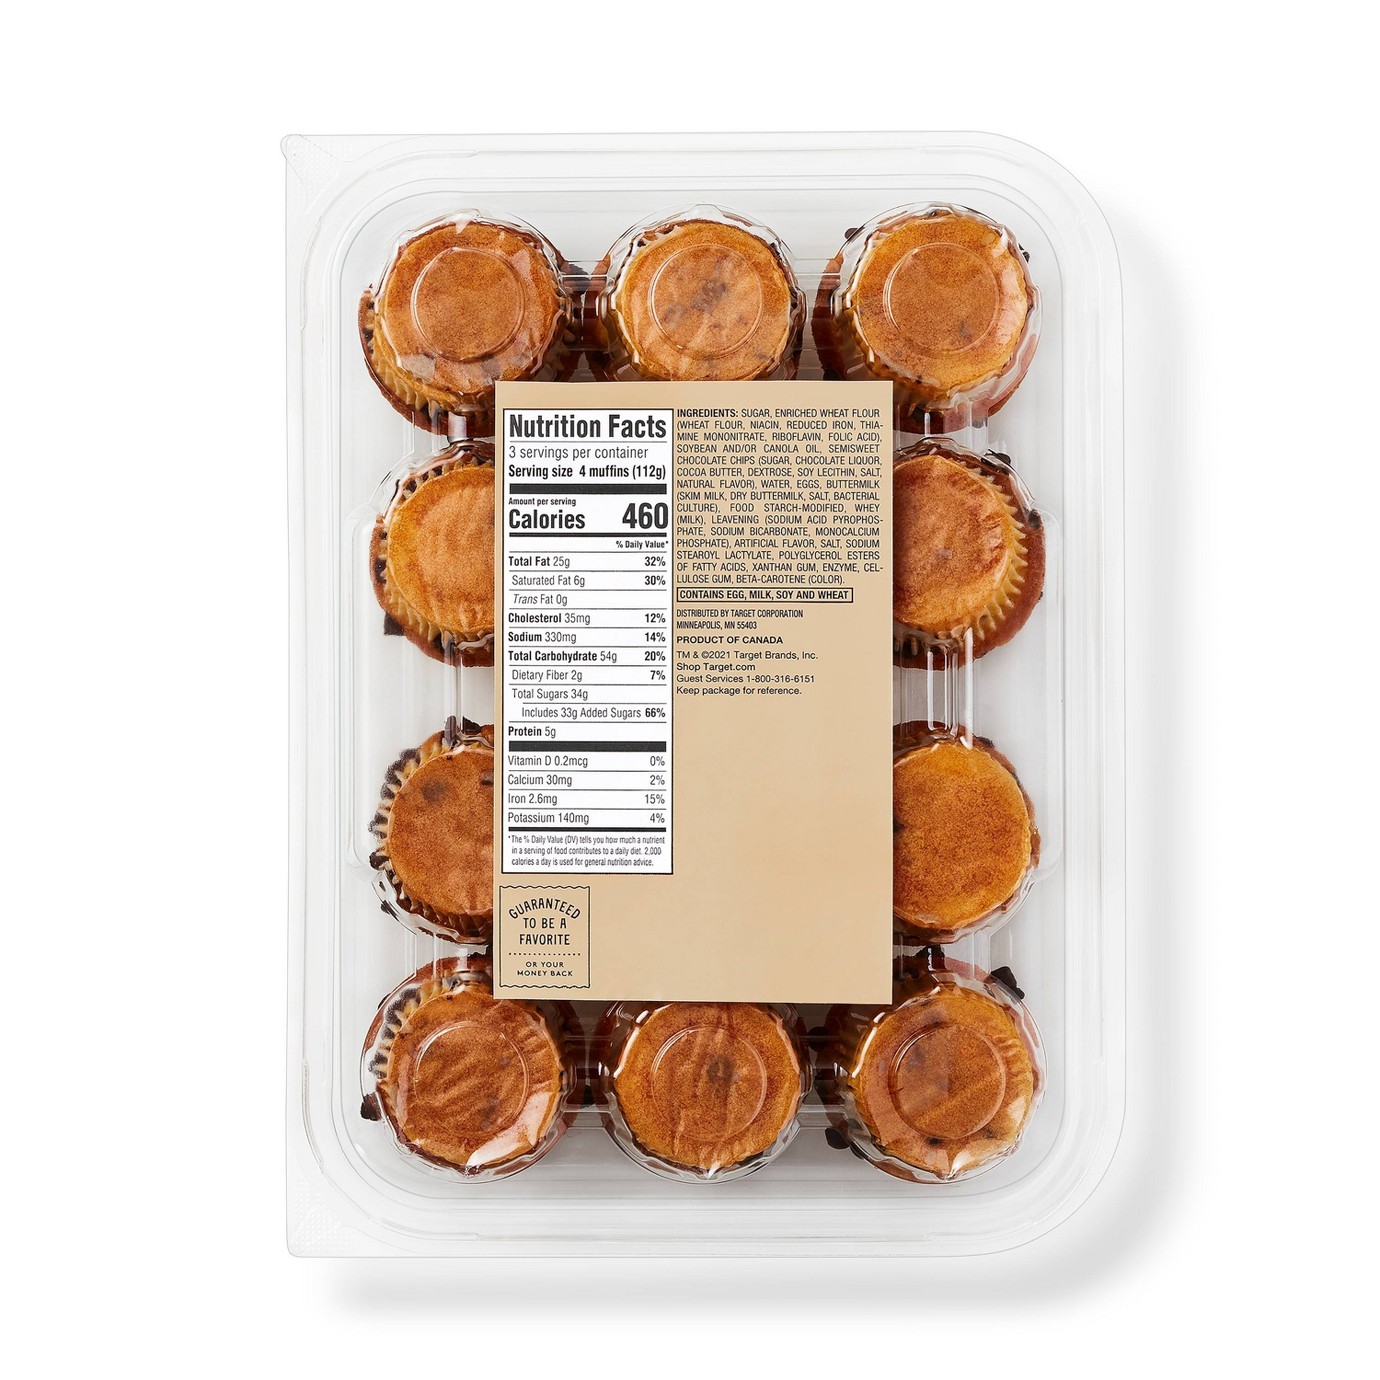 Nutrition Facts
3 servings per container
Serving size 4 muffins (112g)
Amount per serving
Calories 460
% Daily Value*
Total Fat 25g 32%
Saturated Fat 6g 30%
Trans Fat 0g
Cholesterol 35mg 12%
Sodium 330mg 14%
Total Carbohydrate 54g 20%
Dietary Fiber 2g 7%
Total Sugars 34g
Includes 33g Added Sugars 66%
Protein 5g
Vitamin D 0.2mcg 0%
Calcium 30mg 2%
Iron 2.6mg 15%
Potassium 140mg 4%
*The % Daily Value (DV) tells you how much a nutrient
in a serving of food contributes to a daily diet. 2,000
calories a day is used for general nutrition advice.
GUARANTEED
TO BE A
FAVORITE
OR YOUR
MONEY BACK
INGREDIENTS: SUGAR, ENRICHED WHEAT FLOUR
(WHEAT FLOUR, NIACIN, REDUCED IRON, THIA-
MINE MONONITRATE, RIBOFLAVIN, FOLIC ACID),
SOYBEAN AND/OR CANOLA OIL, SEMISWEET
CHOCOLATE CHIPS (SUGAR, CHOCOLATE LIQUOR,
COCOA BUTTER, DEXTROSE, SOY LECITHIN, SALT,
NATURAL FLAVOR), WATER, EGGS, BUTTERMILK
(SKIM MILK, DRY BUTTERMILK, SALT, BACTERIAL
CULTURE), FOOD STARCH-MODIFIED, WHEY
(MILK), LEAVENING (SODIUM ACID PYROPHOS-
PHATE, SODIUM BICARBONATE, MONOCALCIUM
PHOSPHATE), ARTIFICIAL FLAVOR, SALT, SODIUM
STEAROYL LACTYLATE, POLYGLYCEROL ESTERS
OF FATTY ACIDS, XANTHAN GUM, ENZYME, CEL-
LULOSE GUM, BETA-CAROTENE (COLOR).
CONTAINS EGG, MILK, SOY AND WHEAT
DISTRIBUTED BY TARGET CORPORATION
MINNEAPOLIS, MN 55403
PRODUCT OF CANADA
TM & ©2021 Target Brands, Inc.
Shop Target.com
Guest Services 1-800-316-6151
Keep package for reference.